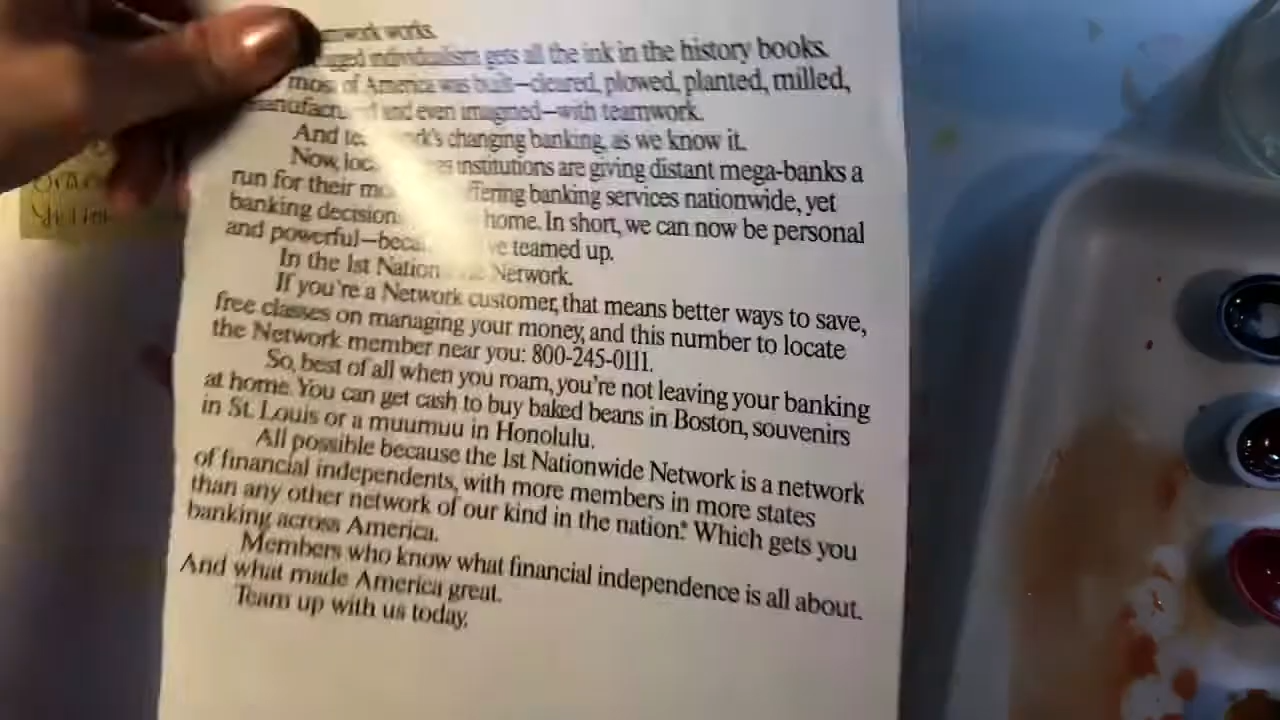 works.
individualism gets all the ink in the history books.
most of America was built—cleared, plowed, planted, milled,
and even imagined—with teamwork.
And changing banking, as we know it.
Now, institutions are giving distant mega-banks a
run for their banking services nationwide, yet
banking home. In short, we can now be personal
and powerful— teamed up.
In the 1st Network.
If you're a Network customer, that means better ways to save,
free classes on managing your money, and this number to locate
the Network member near you: 800-245-0111.
So, best of all when you roam, you're not leaving your banking
at home. You can get cash to buy baked beans in Boston, souvenirs
in St. Louis or a muumuu in Honolulu.
All possible because the 1st Nationwide Network is a network
of financial independents, with more members in more states
than any other network of our kind in the nation.* Which gets you
banking across America.
Members who know what financial independence is all about.
And what made America great.
Team up with us today.